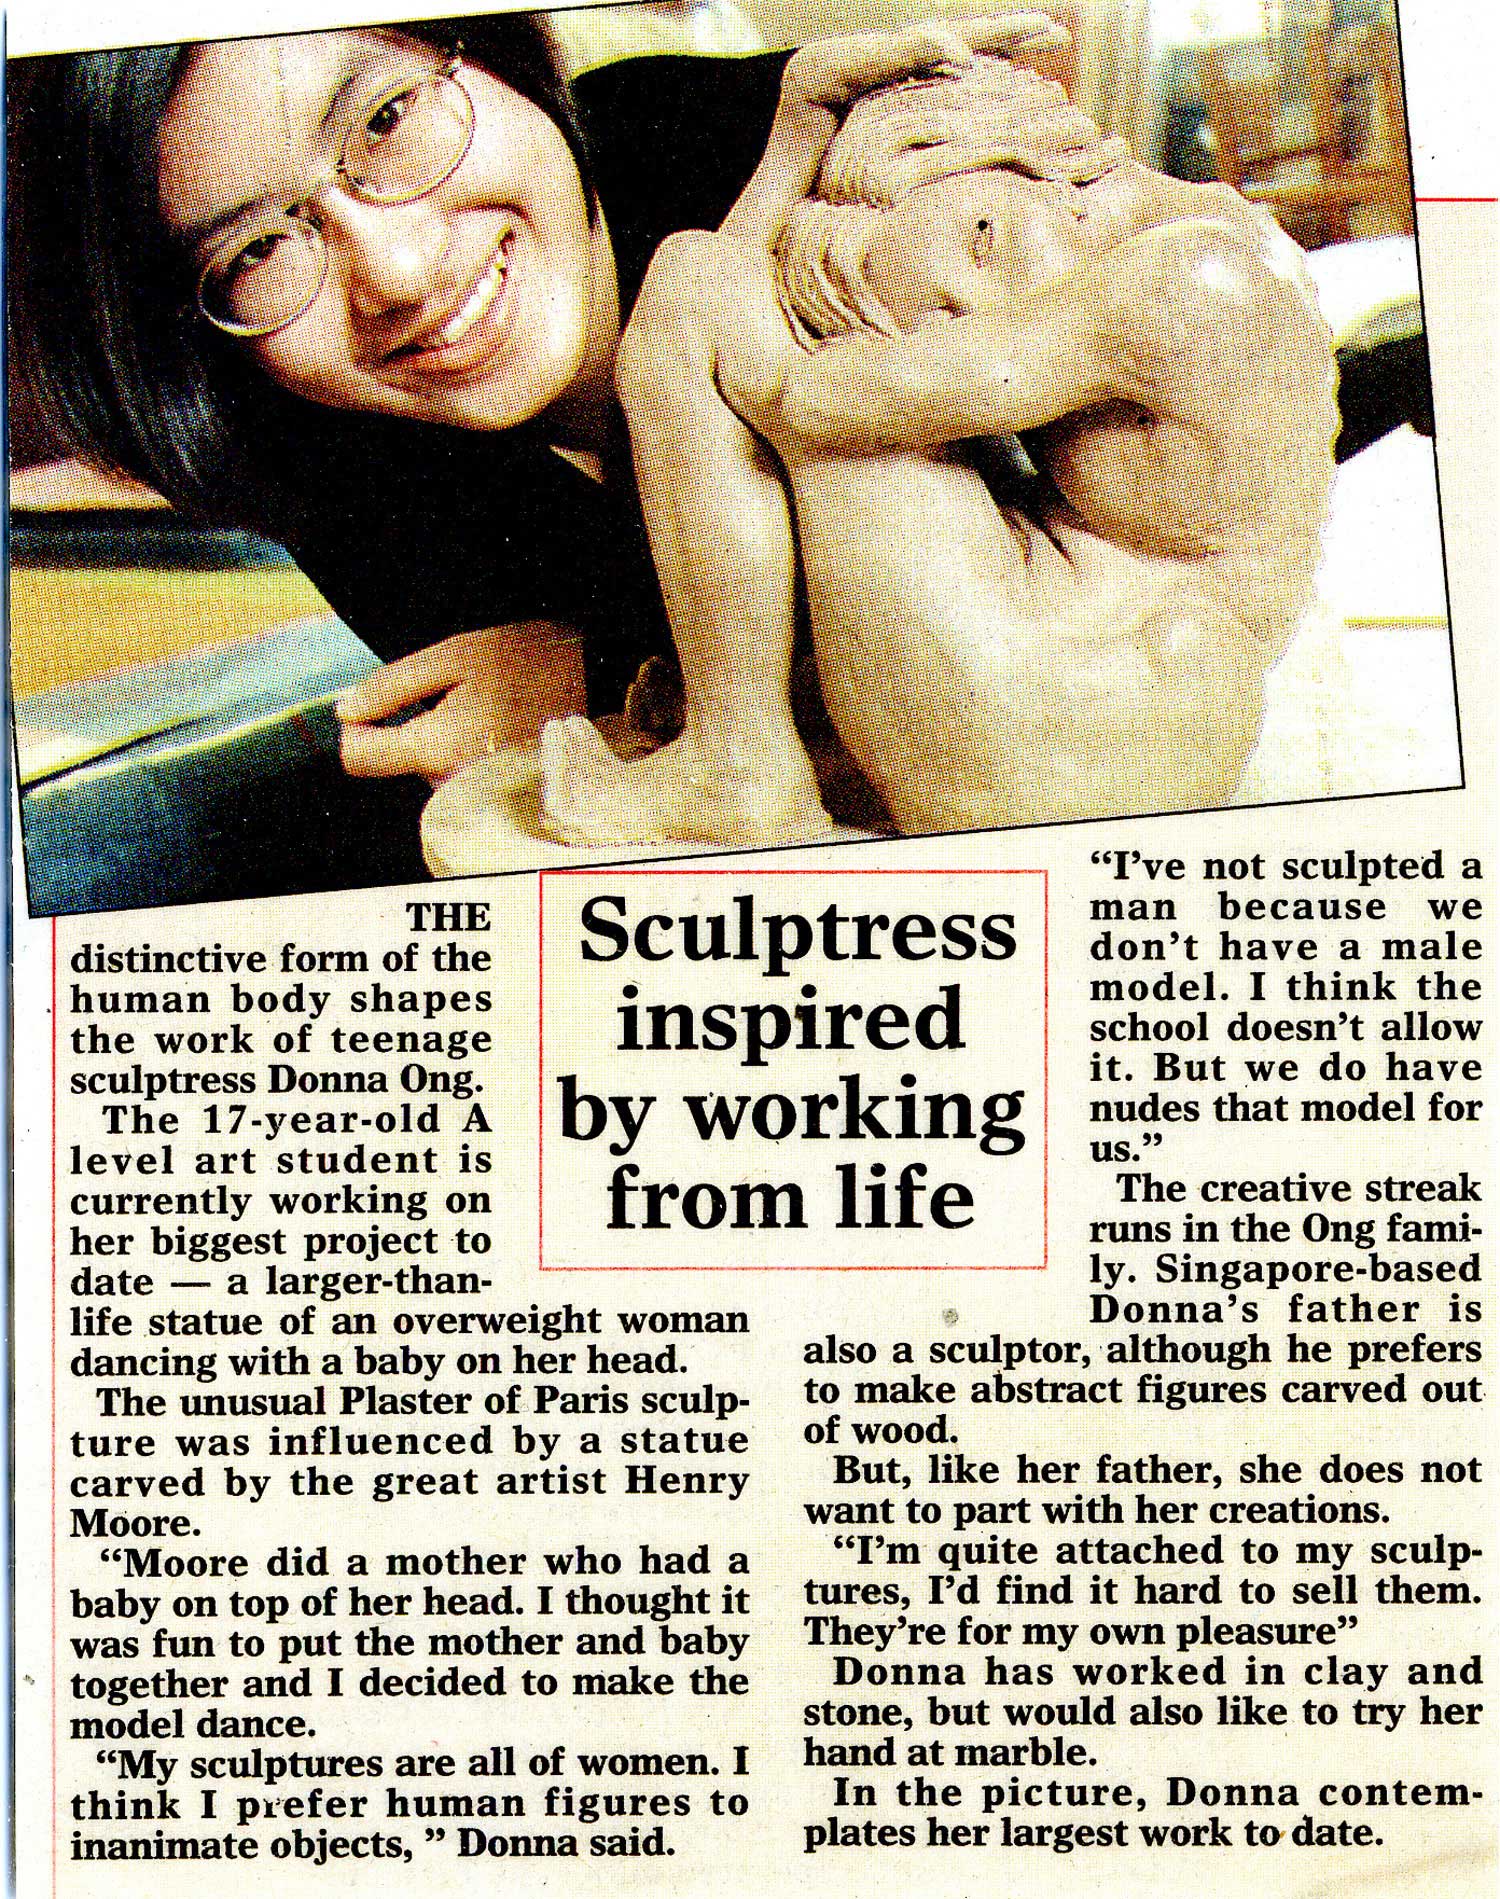 Sculptress
inspired
by working
from life
THE
distinctive form of the
human body shapes
the work of teenage
sculptress Donna Ong.
The 17-year-old A
level art student is
currently working on
her biggest project to
date — a larger-than-
life statue of an overweight woman
dancing with a baby on her head.
The unusual Plaster of Paris sculp-
ture was influenced by a statue
carved by the great artist Henry
Moore.
“Moore did a mother who had a
baby on top of her head. I thought it
was fun to put the mother and baby
together and I decided to make the
model dance.
“My sculptures are all of women. I
think I prefer human figures to
inanimate objects, ” Donna said.
“I’ve not sculpted a
man because we
don’t have a male
model. I think the
school doesn’t allow
it. But we do have
nudes that model for
us.”
The creative streak
runs in the Ong fami-
ly. Singapore-based
Donna’s father is
also a sculptor, although he prefers
to make abstract figures carved out
of wood.
But, like her father, she does not
want to part with her creations.
“I’m quite attached to my sculp-
tures, I’d find it hard to sell them.
They’re for my own pleasure”
Donna has worked in clay and
stone, but would also like to try her
hand at marble.
In the picture, Donna contem-
plates her largest work to date.